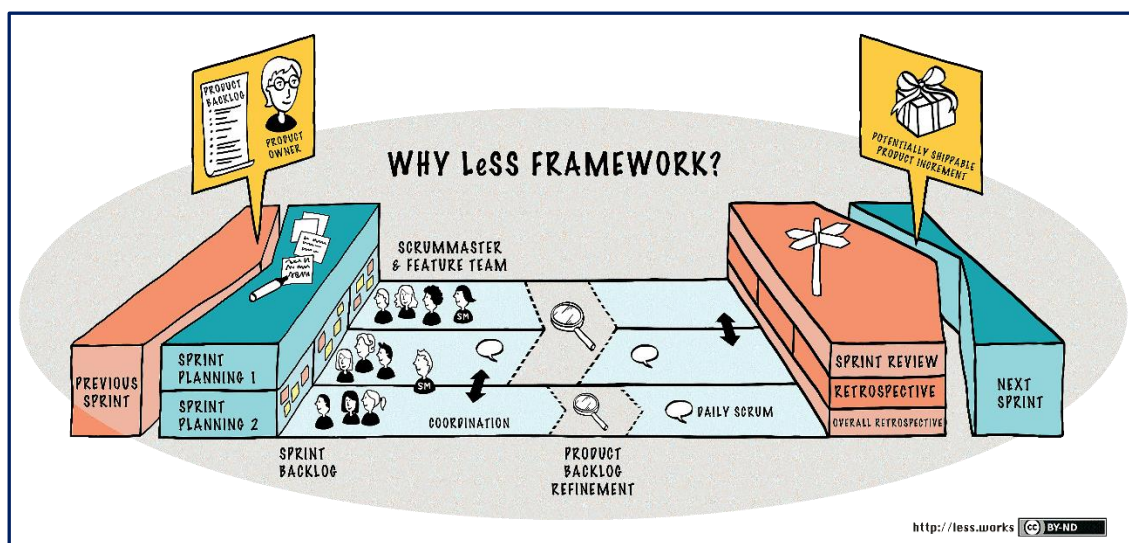 PRODUCT
BACKLOG
PRODUCT
OWNER
WHY LeSS FRAMEWORK?
POTENTIALLY SHIPPABLE
PRODUCT INCREMENT
SCRUMMASTER
& FEATURE TEAM
SM
SM
PREVIOUS
SPRINT
SPRINT
PLANNING 1
SPRINT
PLANNING 2
COORDINATION
DAILY SCRUM
SPRINT REVIEW
RETROSPECTIVE
OVERALL RETROSPECTIVE
NEXT
SPRINT
SPRINT
BACKLOG
PRODUCT
BACKLOG
REFINEMENT
http://less.works cc BY-ND